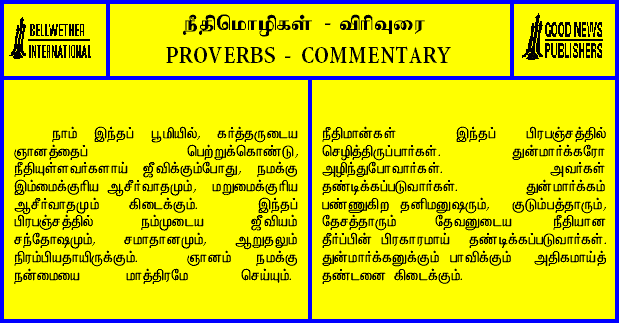 BELLWETHER
INTERNATIONAL
நீதிமொழிகள் - விரிவுரை
PROVERBS - COMMENTARY
GOOD NEWS
PUBLISHERS
நாம் இந்தப் பூமியில், கர்த்தருடைய
ஞானத்தைப் பெற்றுக்கொண்டு,
நீதியுள்ளவர்களாய் ஜீவிக்கும்போது, நமக்கு
இம்மைக்குரிய ஆசீர்வாதமும், மறுமைக்குரிய
ஆசீர்வாதமும் கிடைக்கும். இந்தப்
பிரபஞ்சத்தில் நம்முடைய ஜீவியம்
சந்தோஷமும், சமாதானமும், ஆறுதலும்
நிரம்பியதாயிருக்கும். ஞானம் நமக்கு
நன்மையை மாத்திரமே செய்யும்.
நீதிமான்கள் இந்தப் பிரபஞ்சத்தில்
செழித்திருப்பார்கள். துன்மார்க்கரோ
அழிந்துபோவார்கள். அவர்கள்
தண்டிக்கப்படுவார்கள். துன்மார்க்கம்
பண்ணுகிற தனிமனுஷரும், குடும்பத்தாரும்,
தேசத்தாரும் தேவனுடைய நீதியான
தீர்ப்பின் பிரகாரமாய் தண்டிக்கப்படுவார்கள்.
துன்மார்க்கனுக்கும் பாவிக்கும் அதிகமாய்த்
தண்டனை கிடைக்கும்.